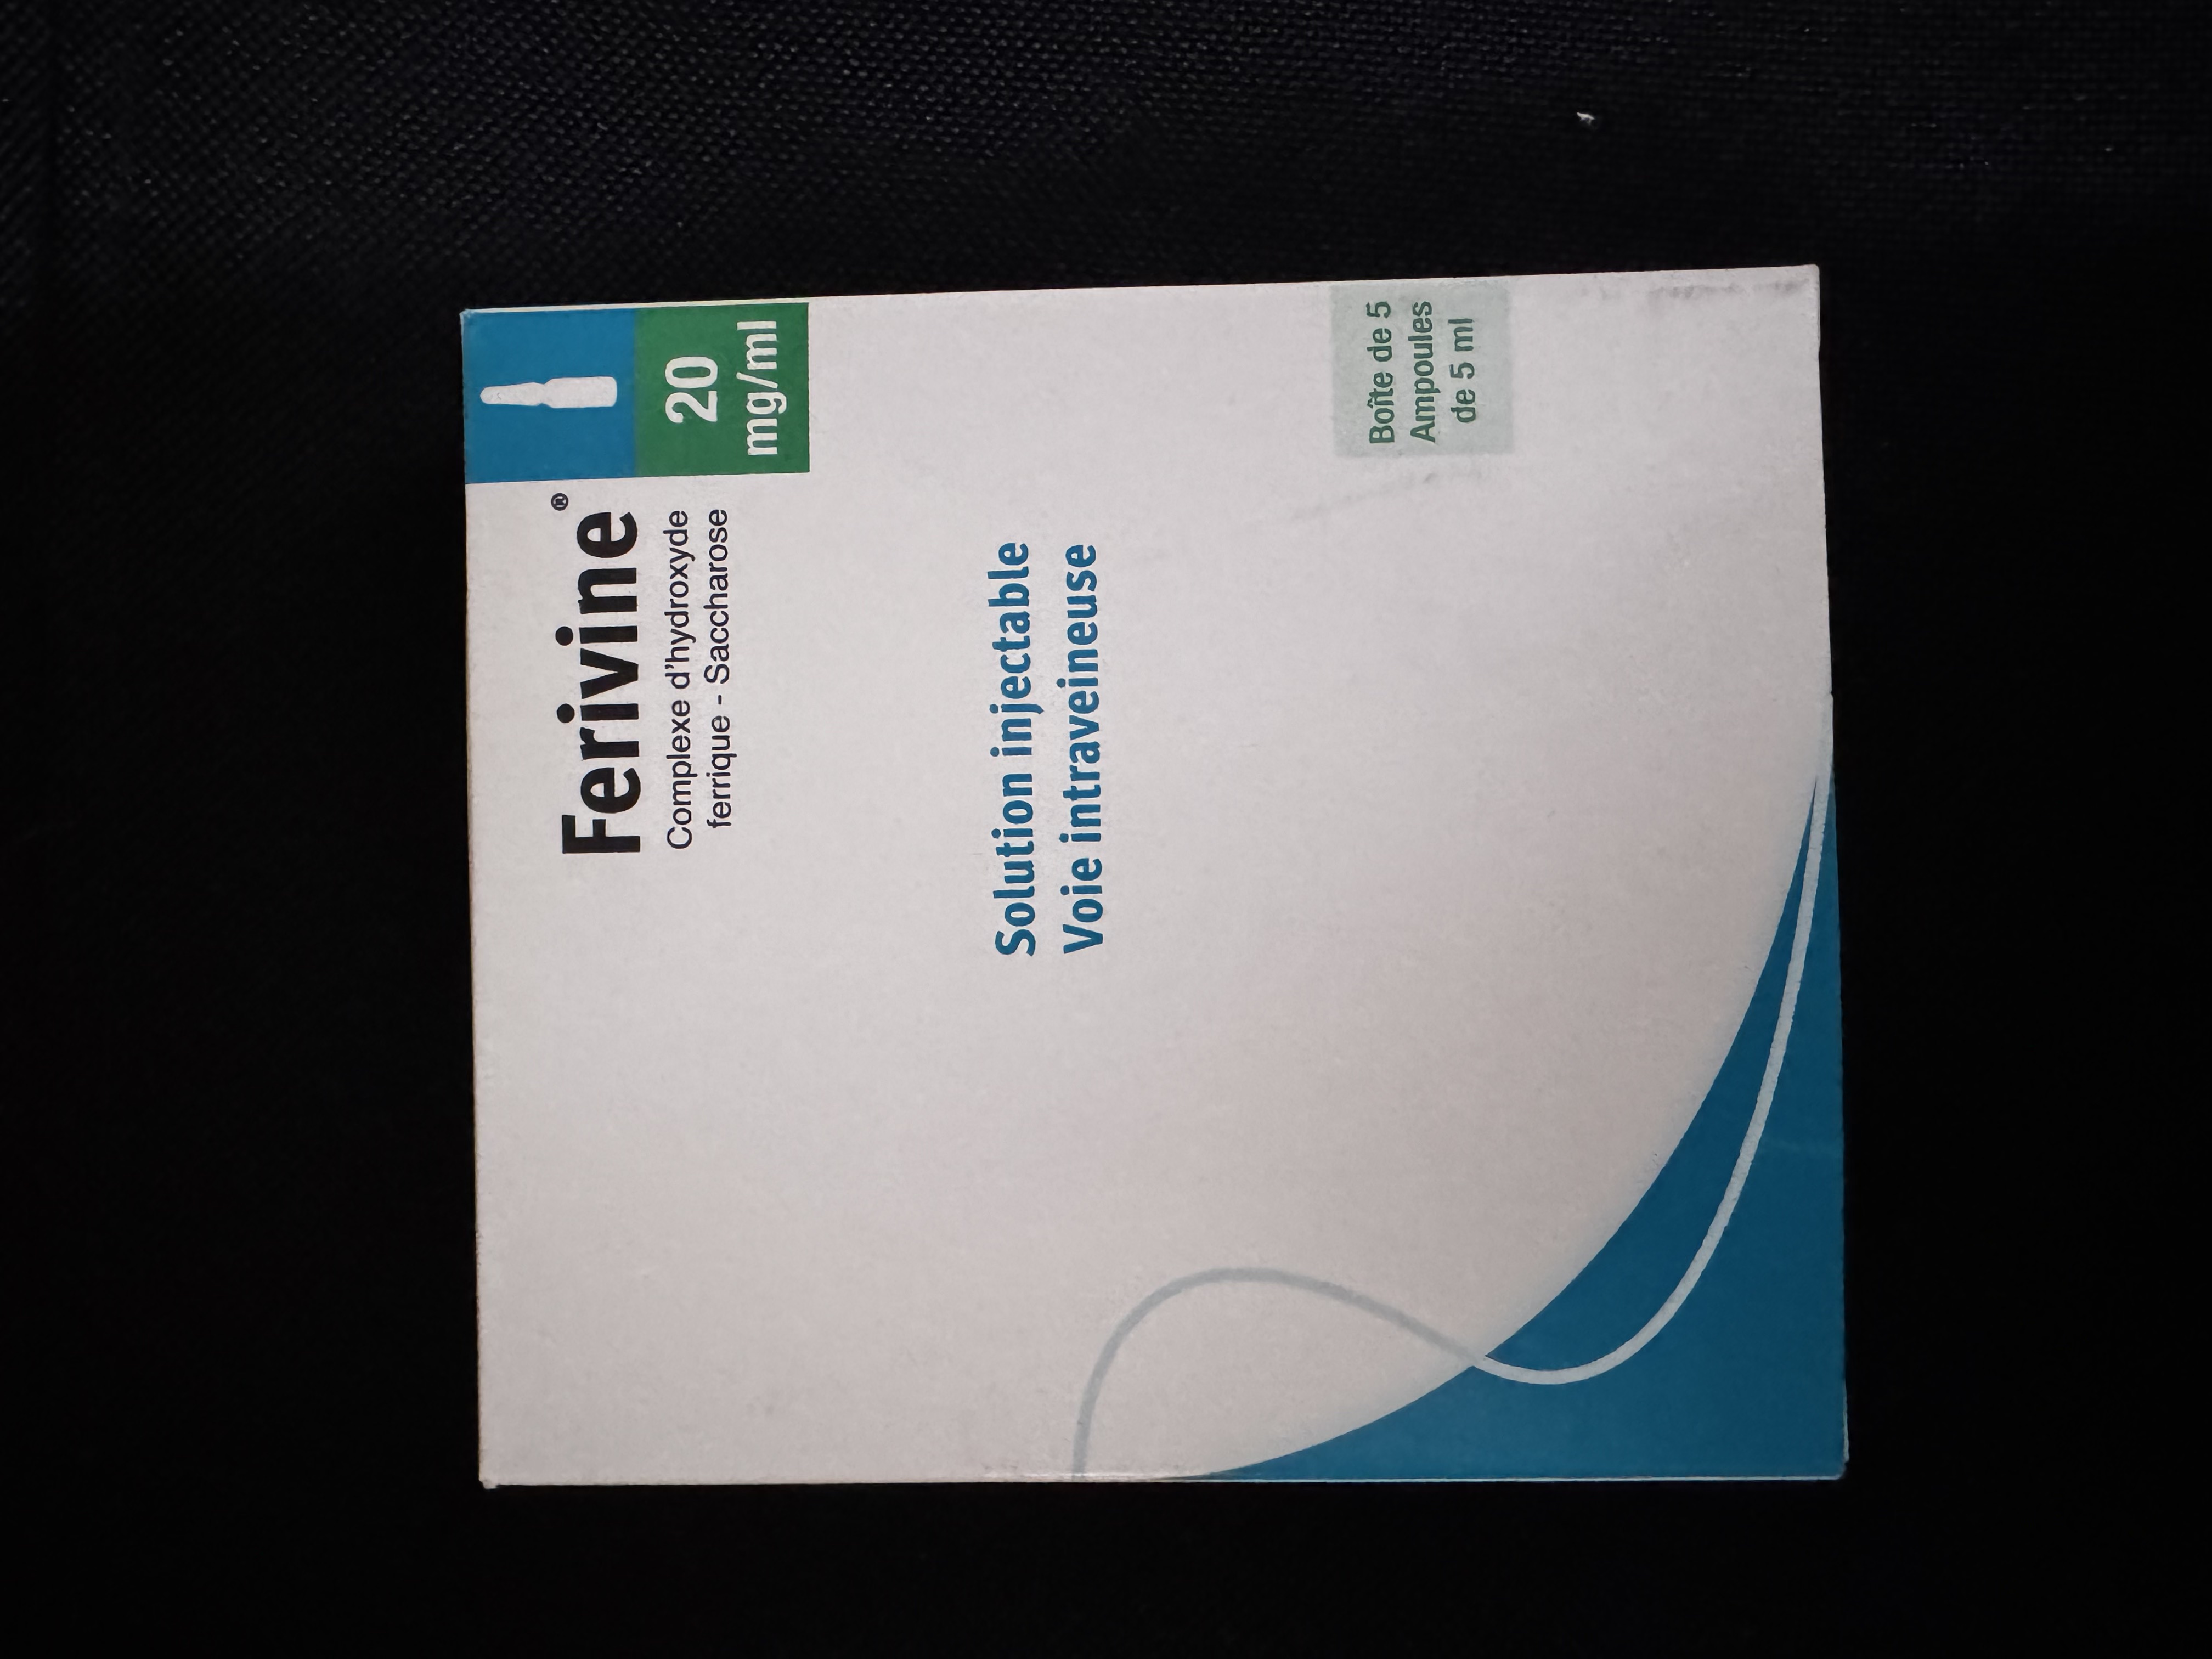 Ferivine®
Complexe d'hydroxyde
ferrique - Saccharose
20
mg/ml
Solution injectable
Voie intraveineuse
Boîte de 5
Ampoules
de 5 ml